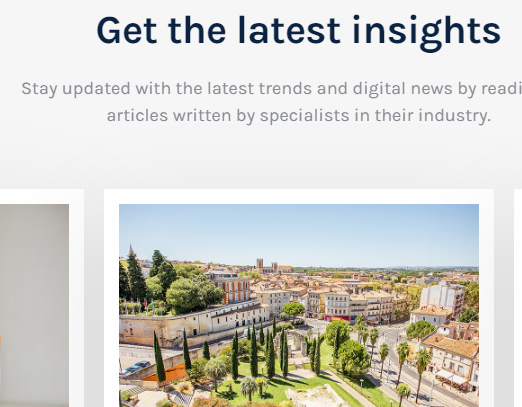 Get the latest insights
Stay updated with the latest trends and digital news by
articles written by specialists in their industry.